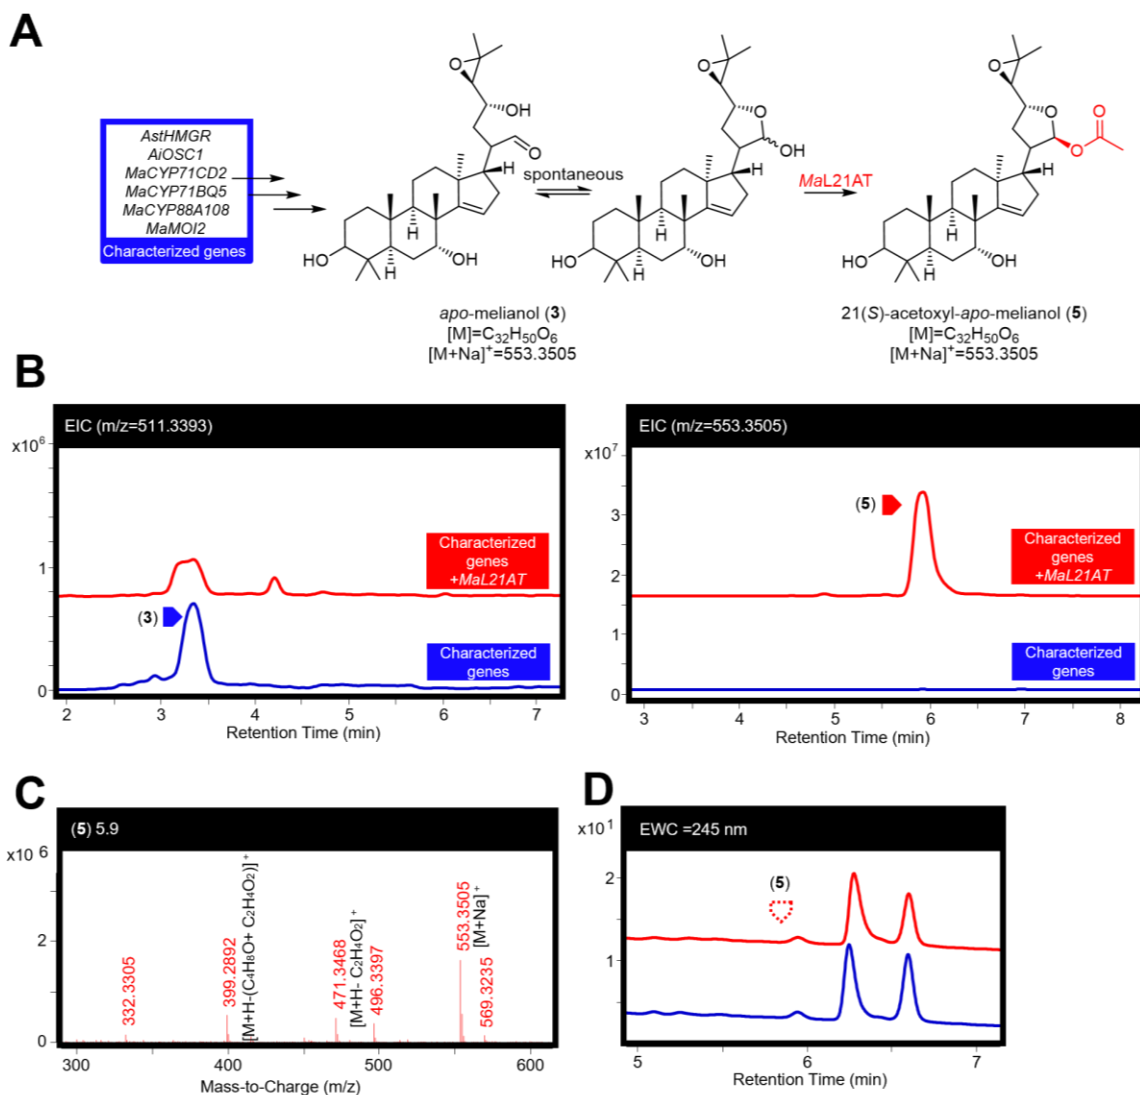 A
AstHMGR
AiOSC1
MaCYP71CD2
MaCYP71BQ5
MaCYP88A108
MaMOI2
Characterized genes
O
OH
O
H
H
H
HO
OH
spontaneous
O
O
OH
H
H
H
HO
OH
MaL21AT
O
O
O
O
H
H
H
HO
OH
apo-melianol (3)
[M]=C32H50O6
[M+Na]+=553.3505
21(S)-acetoxyl-apo-melianol (5)
[M]=C32H50O6
[M+Na]+=553.3505
B
EIC (m/z=511.3393)
x10 6
1
0
(3)
Characterized
genes
+MaL21AT
Characterized
genes
2 3 4 5 6 7
Retention Time (min)
EIC (m/z=553.3505)
x10 7
3
2
1
0
(5)
Characterized
genes
+MaL21AT
Characterized
genes
3 4 5 6 7 8
Retention Time (min)
C
(5) 5.9
x10 6
2
0
332.3305
399.2892
[M+H-(C4H8O+ C2H4O2)]+
471.3468
[M+H- C2H4O2]+
496.3397
553.3505
[M+Na]+
569.3235
300 400 500 600
Mass-to-Charge (m/z)
D
EWC =245 nm
x10 1
2
1
(5)
5 6 7
Retention Time (min)